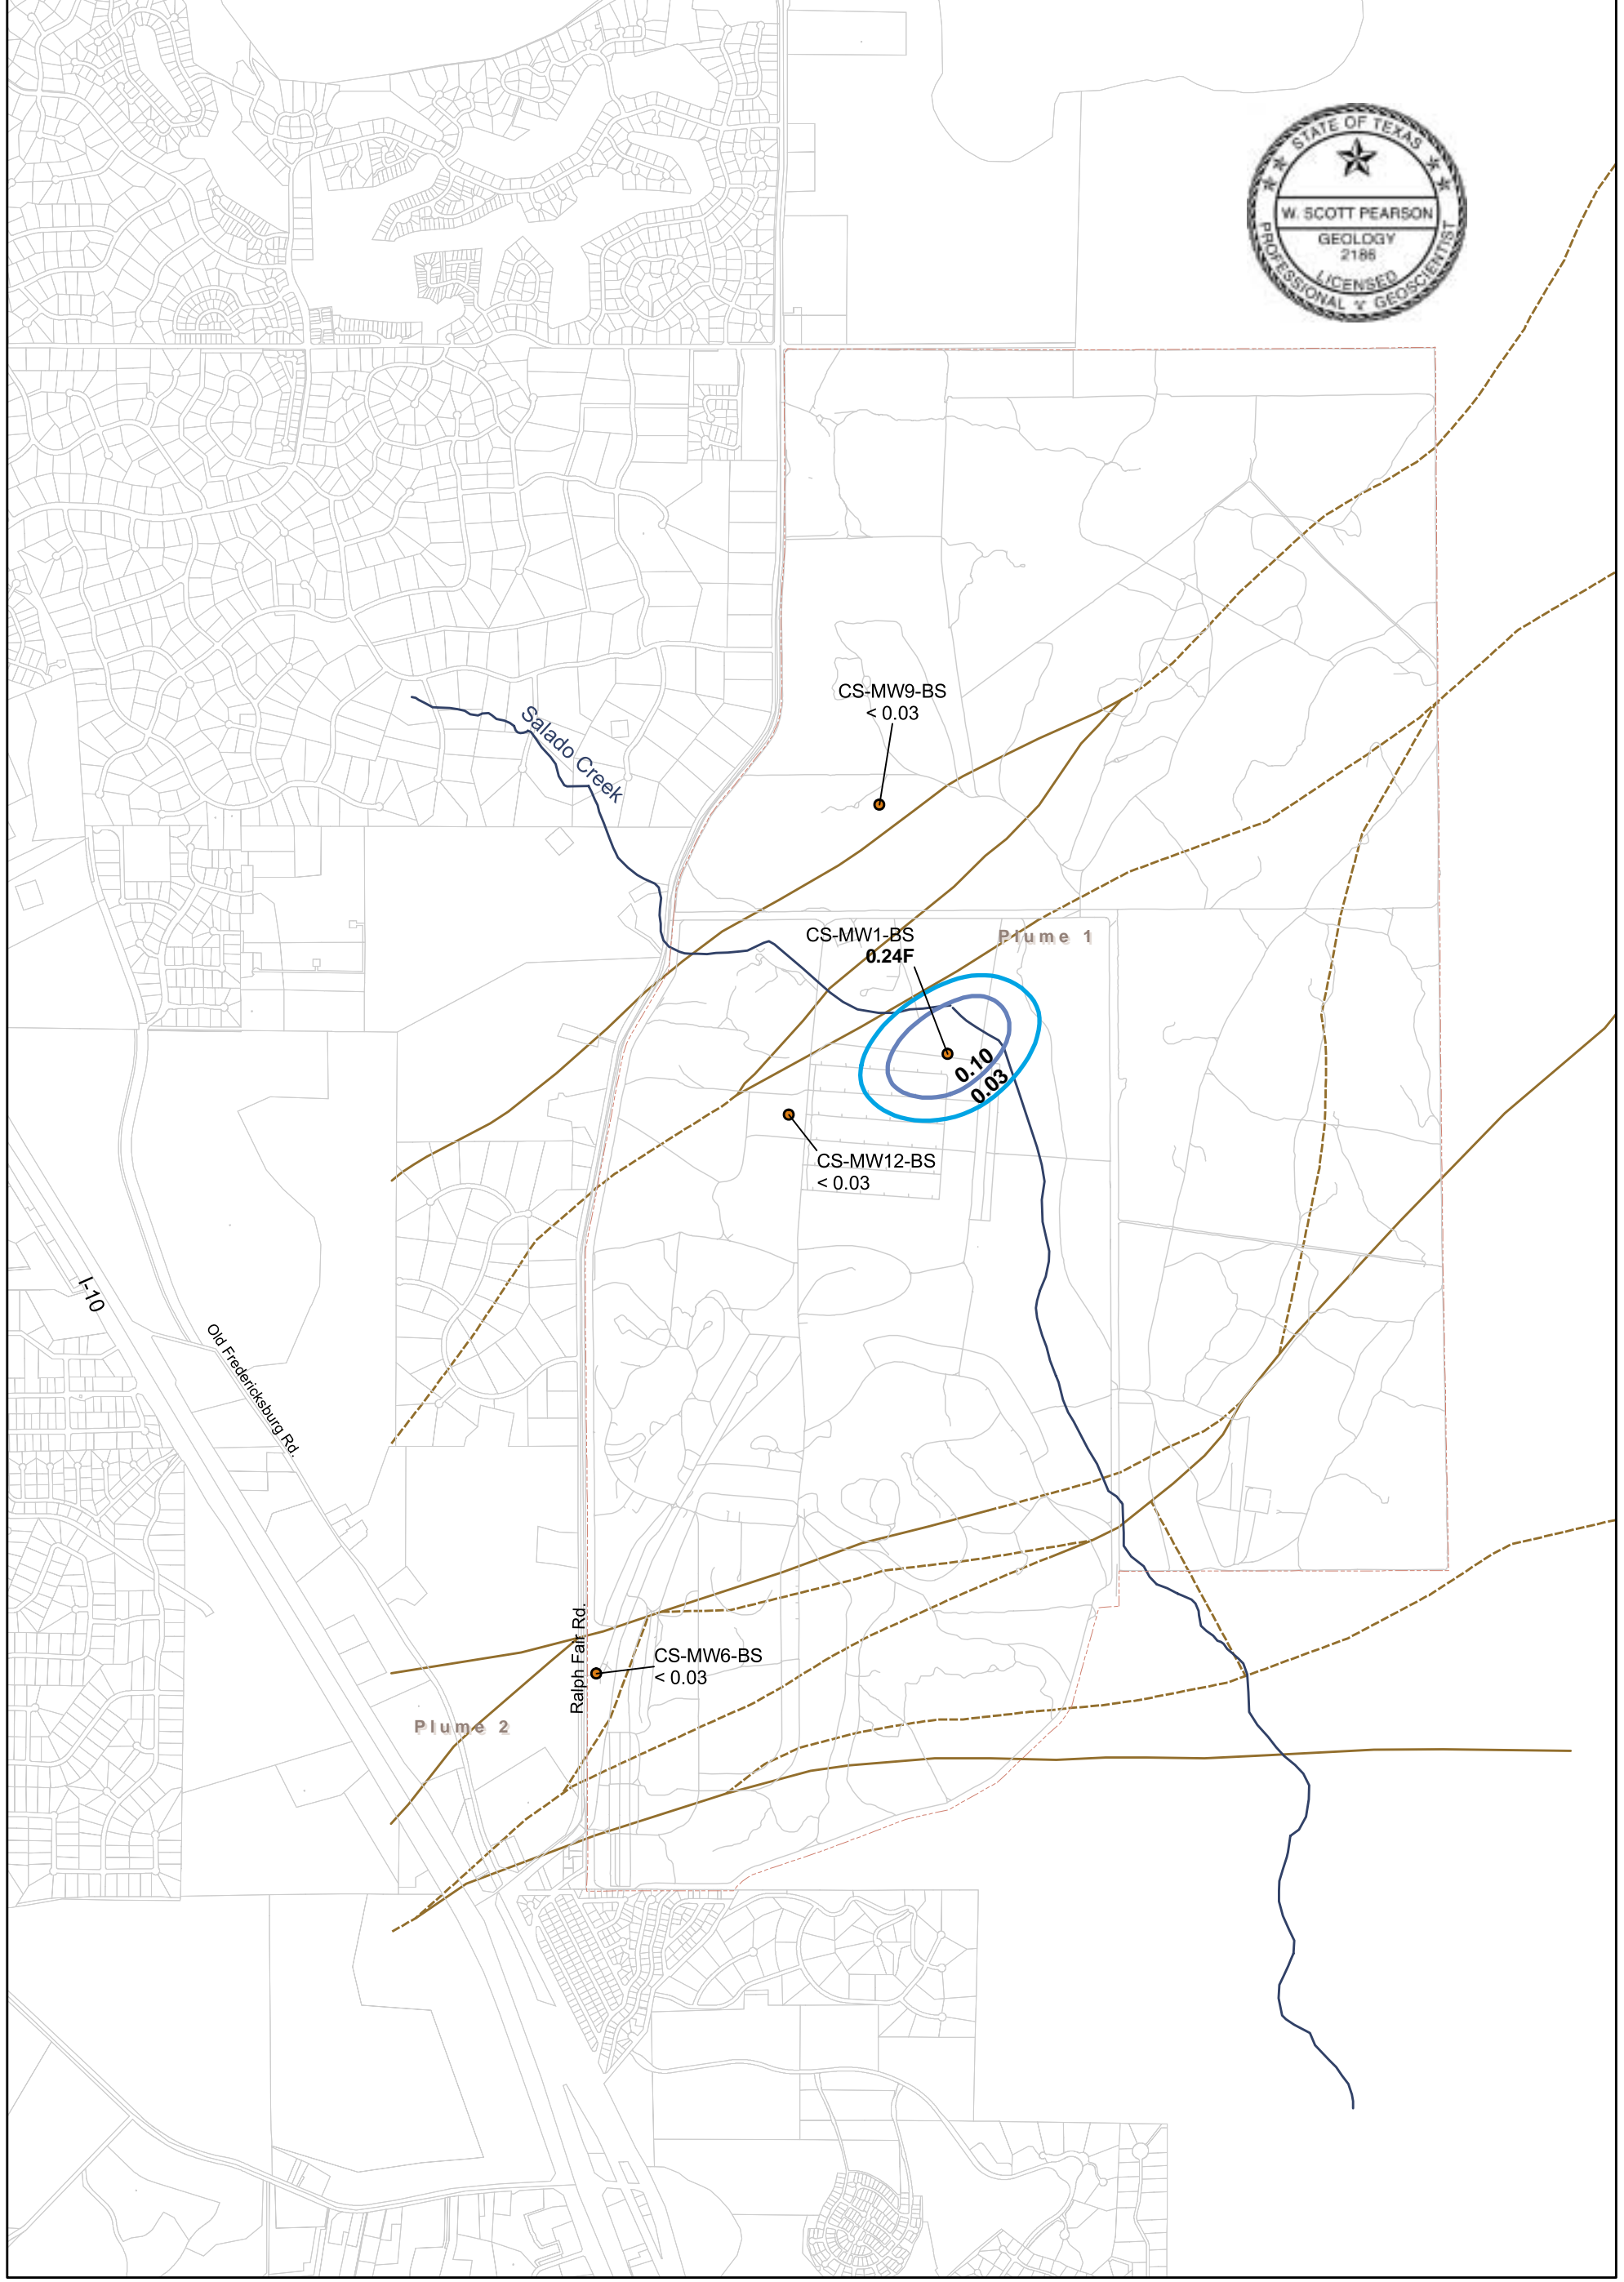 STATE OF TEXAS
W. SCOTT PEARSON
GEOLOGY
2186
LICENSED
PROFESSIONAL GEOSCIENTIST
CS-MW9-BS
< 0.03
Salado Creek
CS-MW1-BS
0.24F
Plume 1
0.10
0.03
CS-MW12-BS
< 0.03
I-10
Old Fredericksburg Rd.
Ralph Fair Rd.
CS-MW6-BS
< 0.03
Plume 2